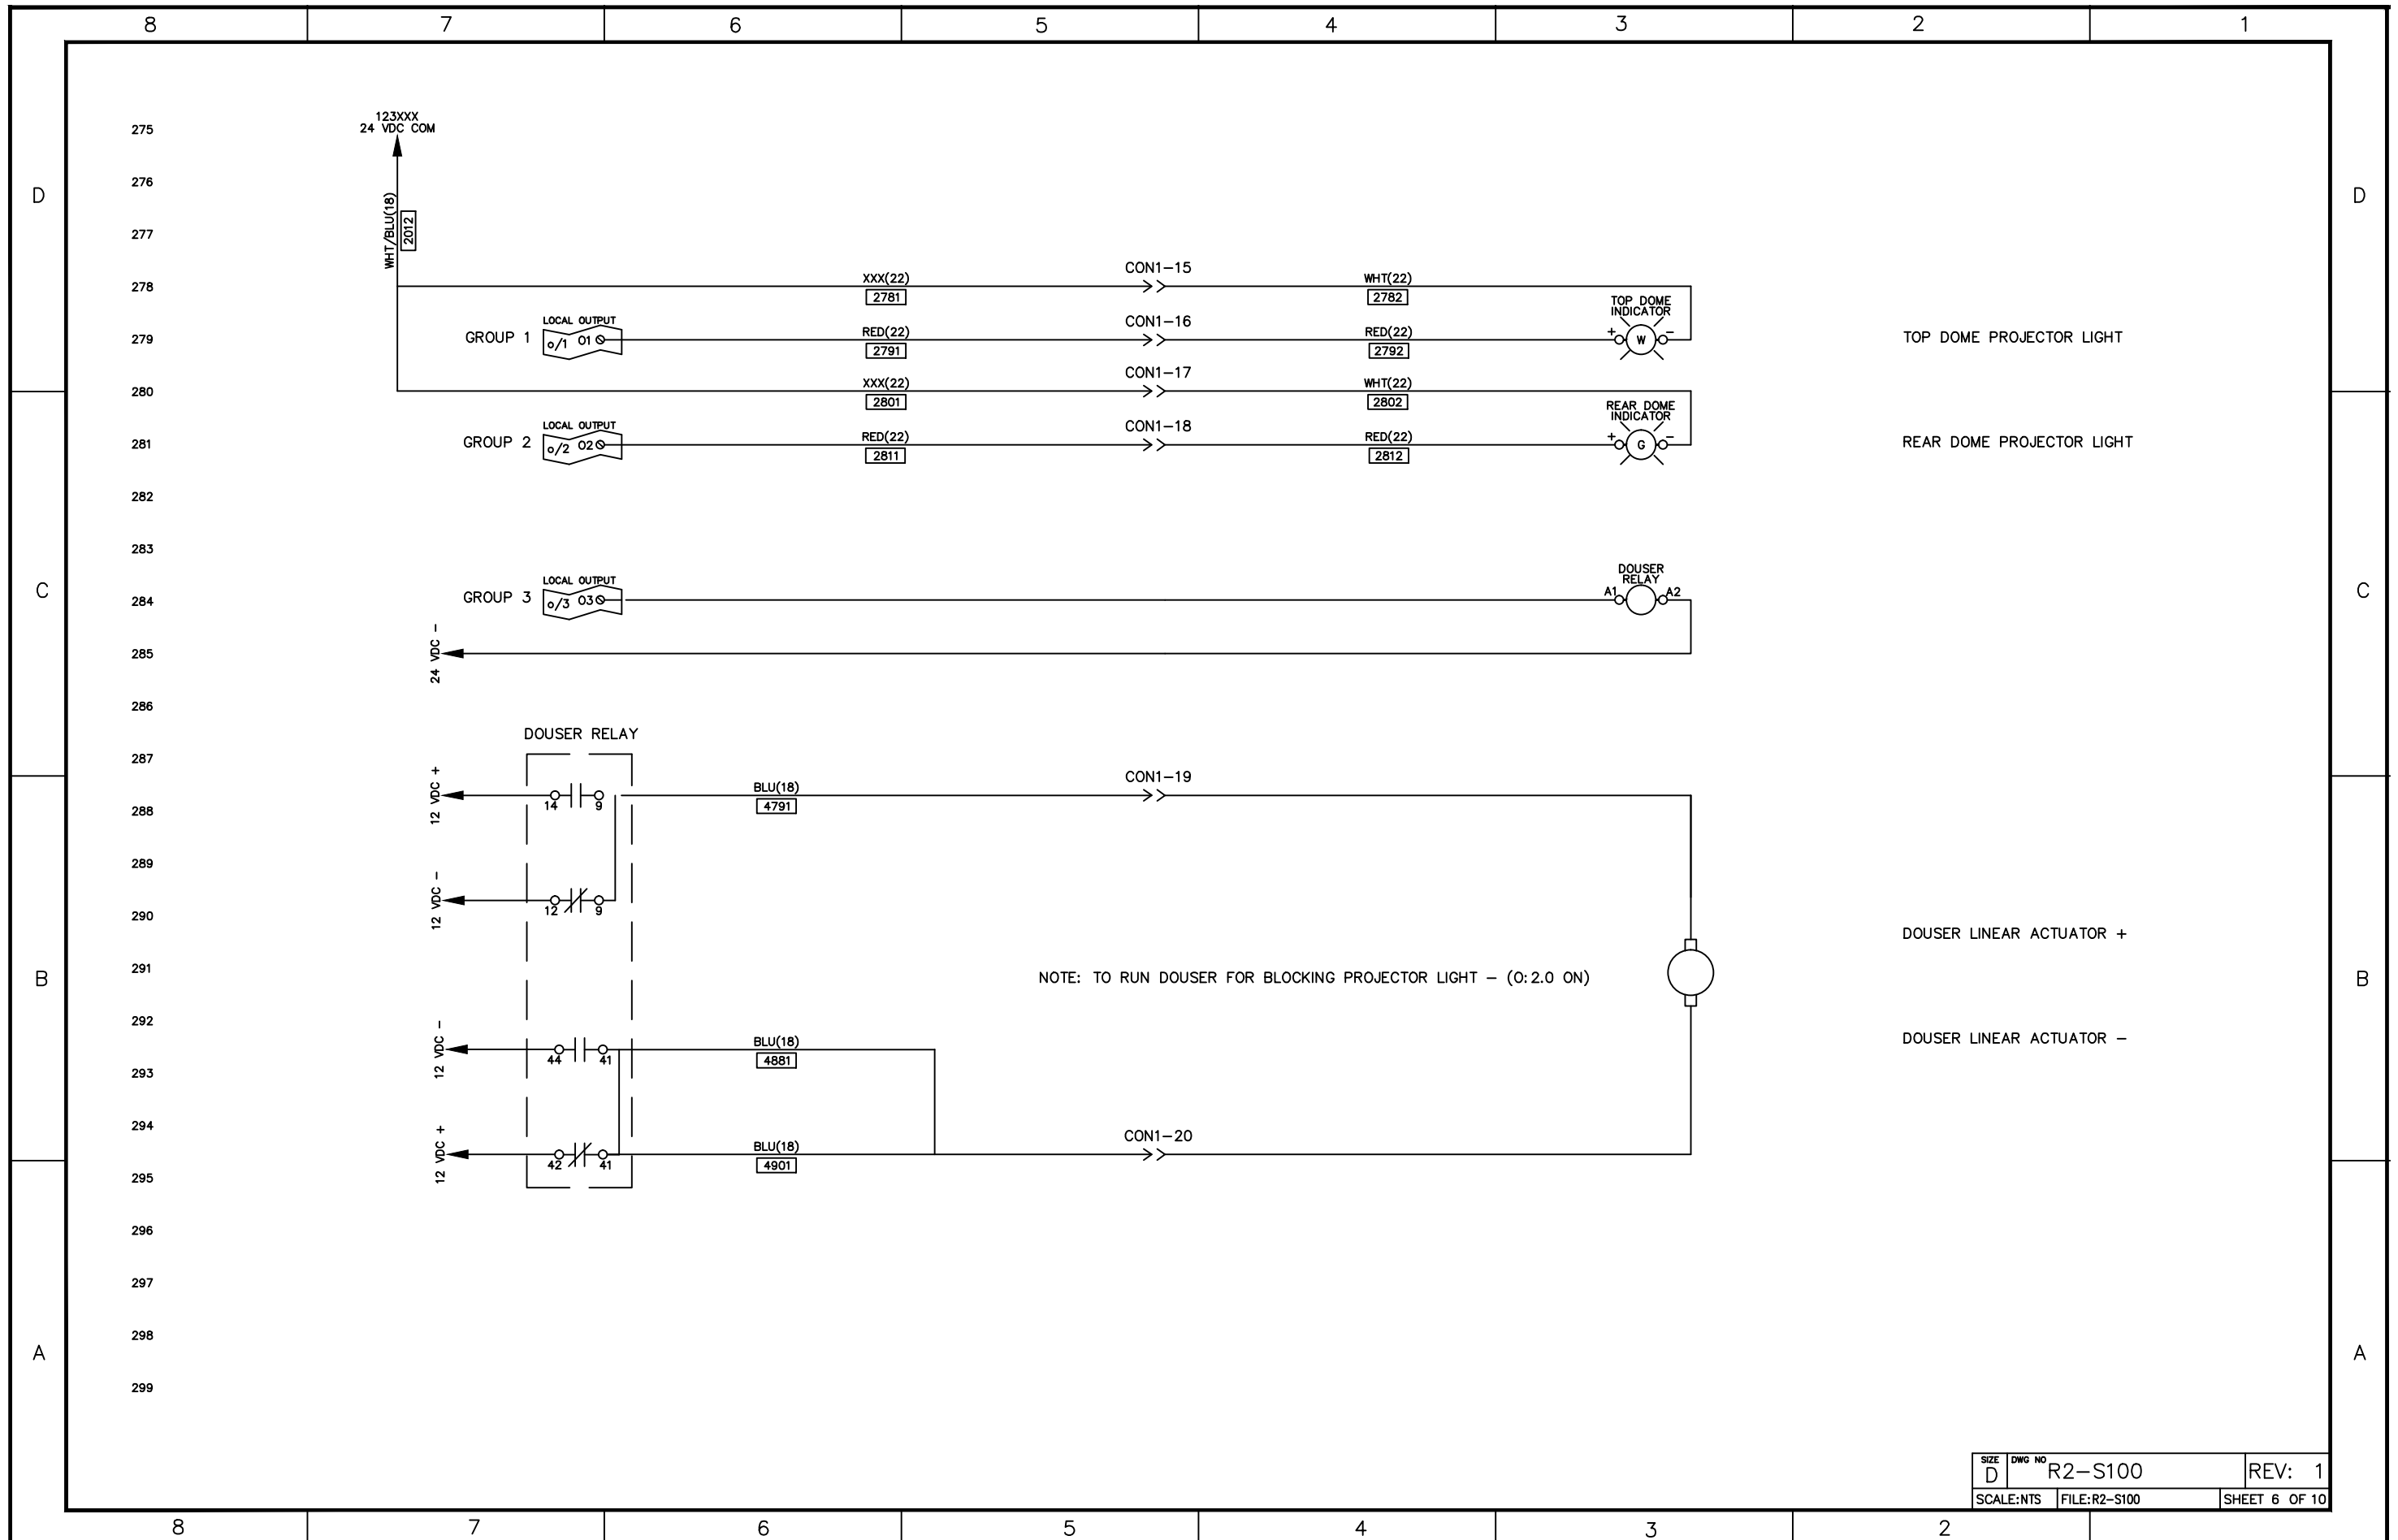 8 7 6 5 4 3 2 1
D D
C C
B B
A A
275
123XXX
24 VDC COM
276
WHT/BLU(18)
2012
277
278
XXX(22)
2781
CON1-15
WHT(22)
2782
279
GROUP 1
LOCAL OUTPUT
o/1 01
RED(22)
2791
CON1-16
RED(22)
2792
TOP DOME
INDICATOR
+ W -
TOP DOME PROJECTOR LIGHT
280
XXX(22)
2801
CON1-17
WHT(22)
2802
281
GROUP 2
LOCAL OUTPUT
o/2 02
RED(22)
2811
CON1-18
RED(22)
2812
REAR DOME
INDICATOR
+ G -
REAR DOME PROJECTOR LIGHT
282
283
284
GROUP 3
LOCAL OUTPUT
o/3 03
DOUSER
RELAY
A1 A2
285
24 VDC -
286
287
DOUSER RELAY
288
12 VDC +
14 9
BLU(18)
4791
CON1-19
289
290
12 VDC -
12 9
DOUSER LINEAR ACTUATOR +
291
NOTE: TO RUN DOUSER FOR BLOCKING PROJECTOR LIGHT - (O:2.0 ON)
292
DOUSER LINEAR ACTUATOR -
293
12 VDC -
44 41
BLU(18)
4881
294
12 VDC +
42 41
BLU(18)
4901
CON1-20
295
296
297
298
299
SIZE
D
DWG NO
R2-S100
REV: 1
SCALE:NTS
FILE:R2-S100
SHEET 6 OF 10
8 7 6 5 4 3 2